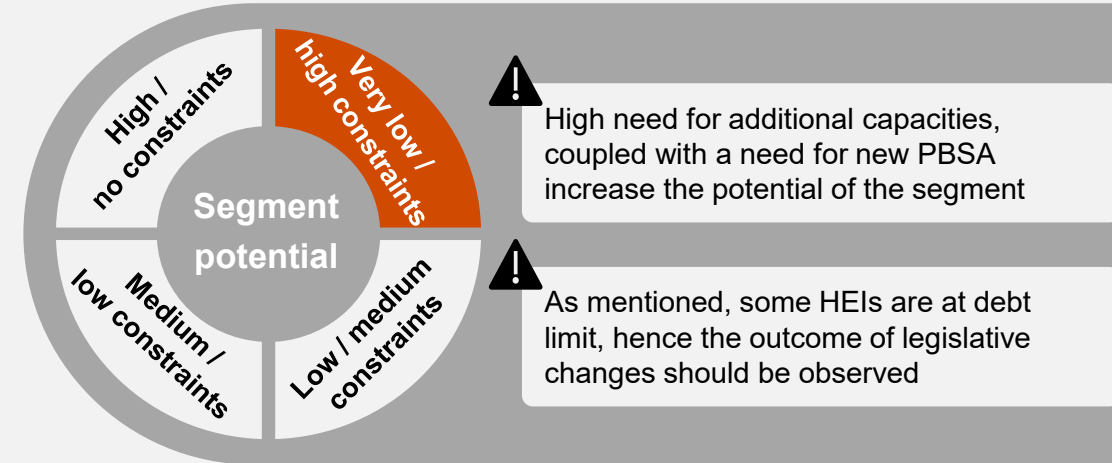 High /
no constraints
Very low /
high constraints
Segment
potential
Medium /
low constraints
Low / medium
constraints
High need for additional capacities,
coupled with a need for new PBSA
increase the potential of the segment
As mentioned, some HEIs are at debt
limit, hence the outcome of legislative
changes should be observed